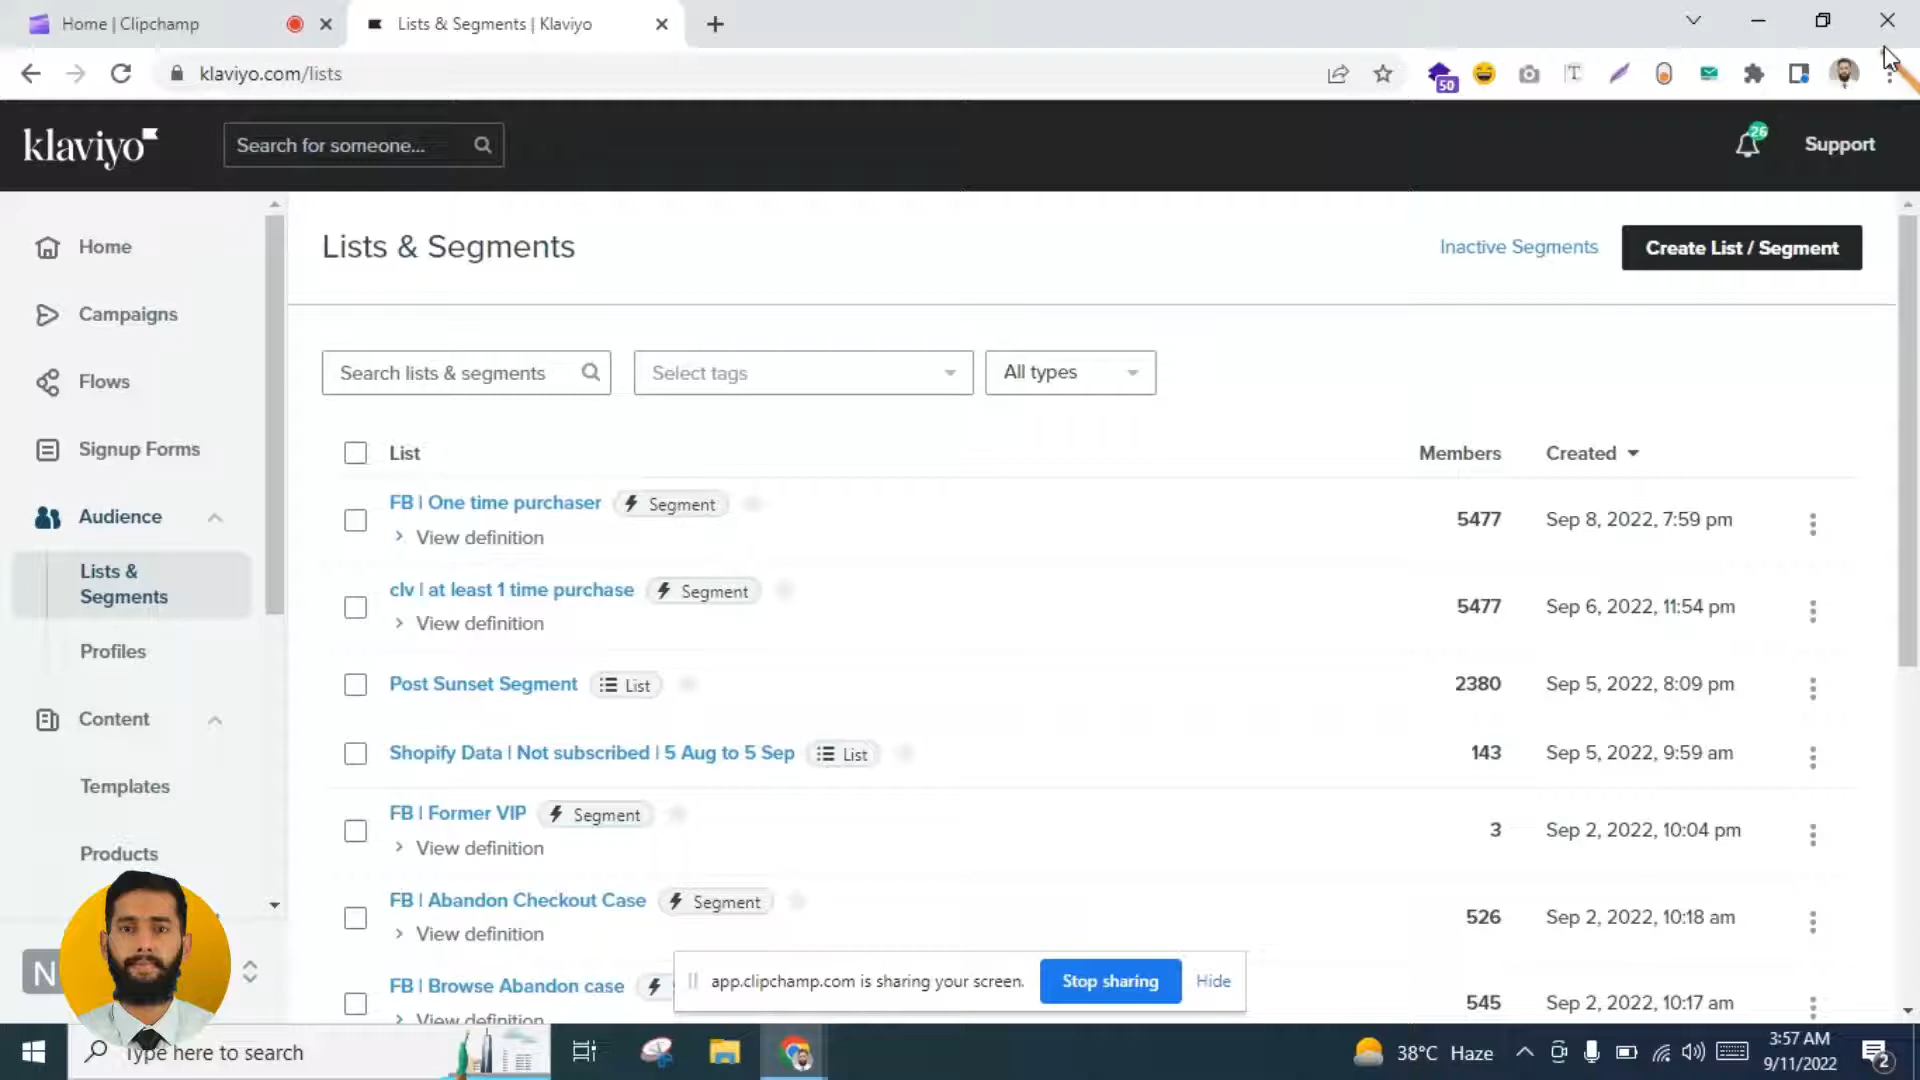 Home | Clipchamp
Lists & Segments | Klaviyo
klaviyo.com/lists
50
klaviyo
Search for someone...
26
Support
Home
Campaigns
Flows
Signup Forms
Audience
Lists &
Segments
Profiles
Content
Templates
Products
N
Lists & Segments
Inactive Segments
Create List / Segment
Search lists & segments
Select tags
All types
List
Members
Created
FB | One time purchaser
Segment
View definition
5477
Sep 8, 2022, 7:59 pm
clv | at least 1 time purchase
Segment
View definition
5477
Sep 6, 2022, 11:54 pm
Post Sunset Segment
List
2380
Sep 5, 2022, 8:09 pm
Shopify Data | Not subscribed | 5 Aug to 5 Sep
List
143
Sep 5, 2022, 9:59 am
FB | Former VIP
Segment
View definition
3
Sep 2, 2022, 10:04 pm
FB | Abandon Checkout Case
Segment
View definition
526
Sep 2, 2022, 10:18 am
FB | Browse Abandon case
View definition
545
Sep 2, 2022, 10:17 am
app.clipchamp.com is sharing your screen.
Stop sharing
Hide
Type here to search
38°C Haze
3:57 AM
9/11/2022
2